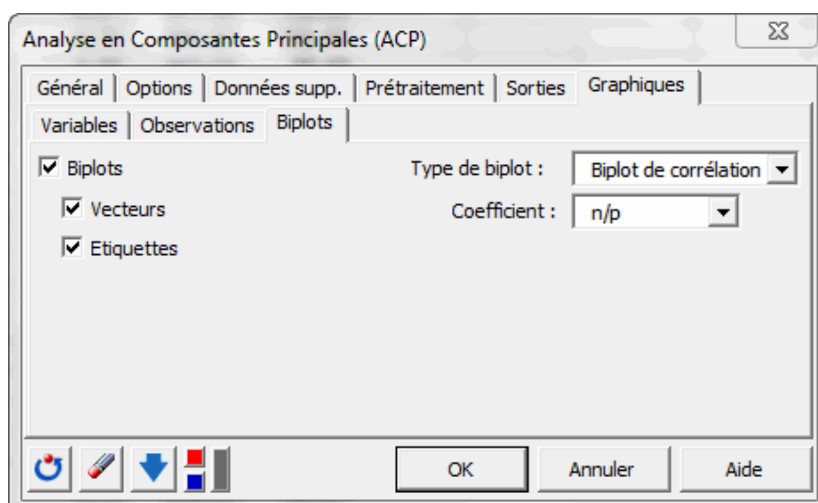 Analyse en Composantes Principales (ACP)
Général Options Données supp. Prétraitement Sorties Graphiques
Variables Observations Biplots
Biplots Type de biplot : Biplot de corrélation
Vecteurs Coefficient : n/p
Etiquettes
OK Annuler Aide